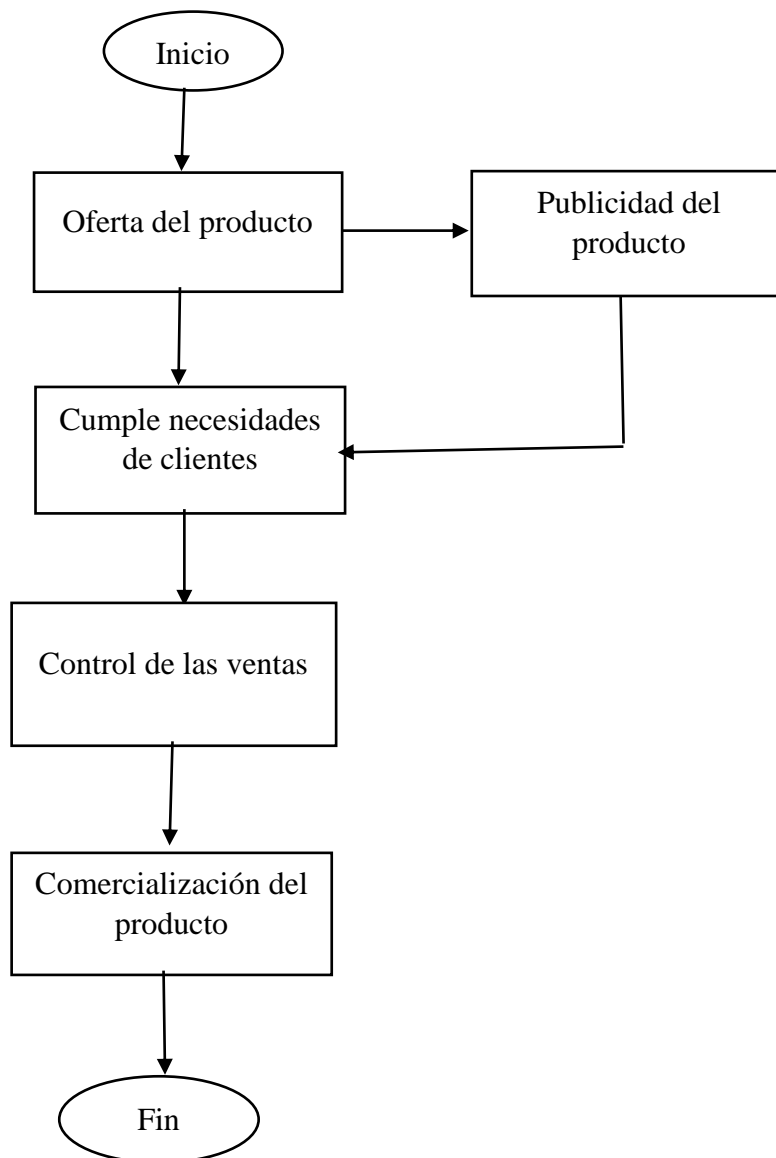 Inicio
Oferta del producto
Publicidad del
producto
Cumple necesidades
de clientes
Control de las ventas
Comercialización del
producto
Fin